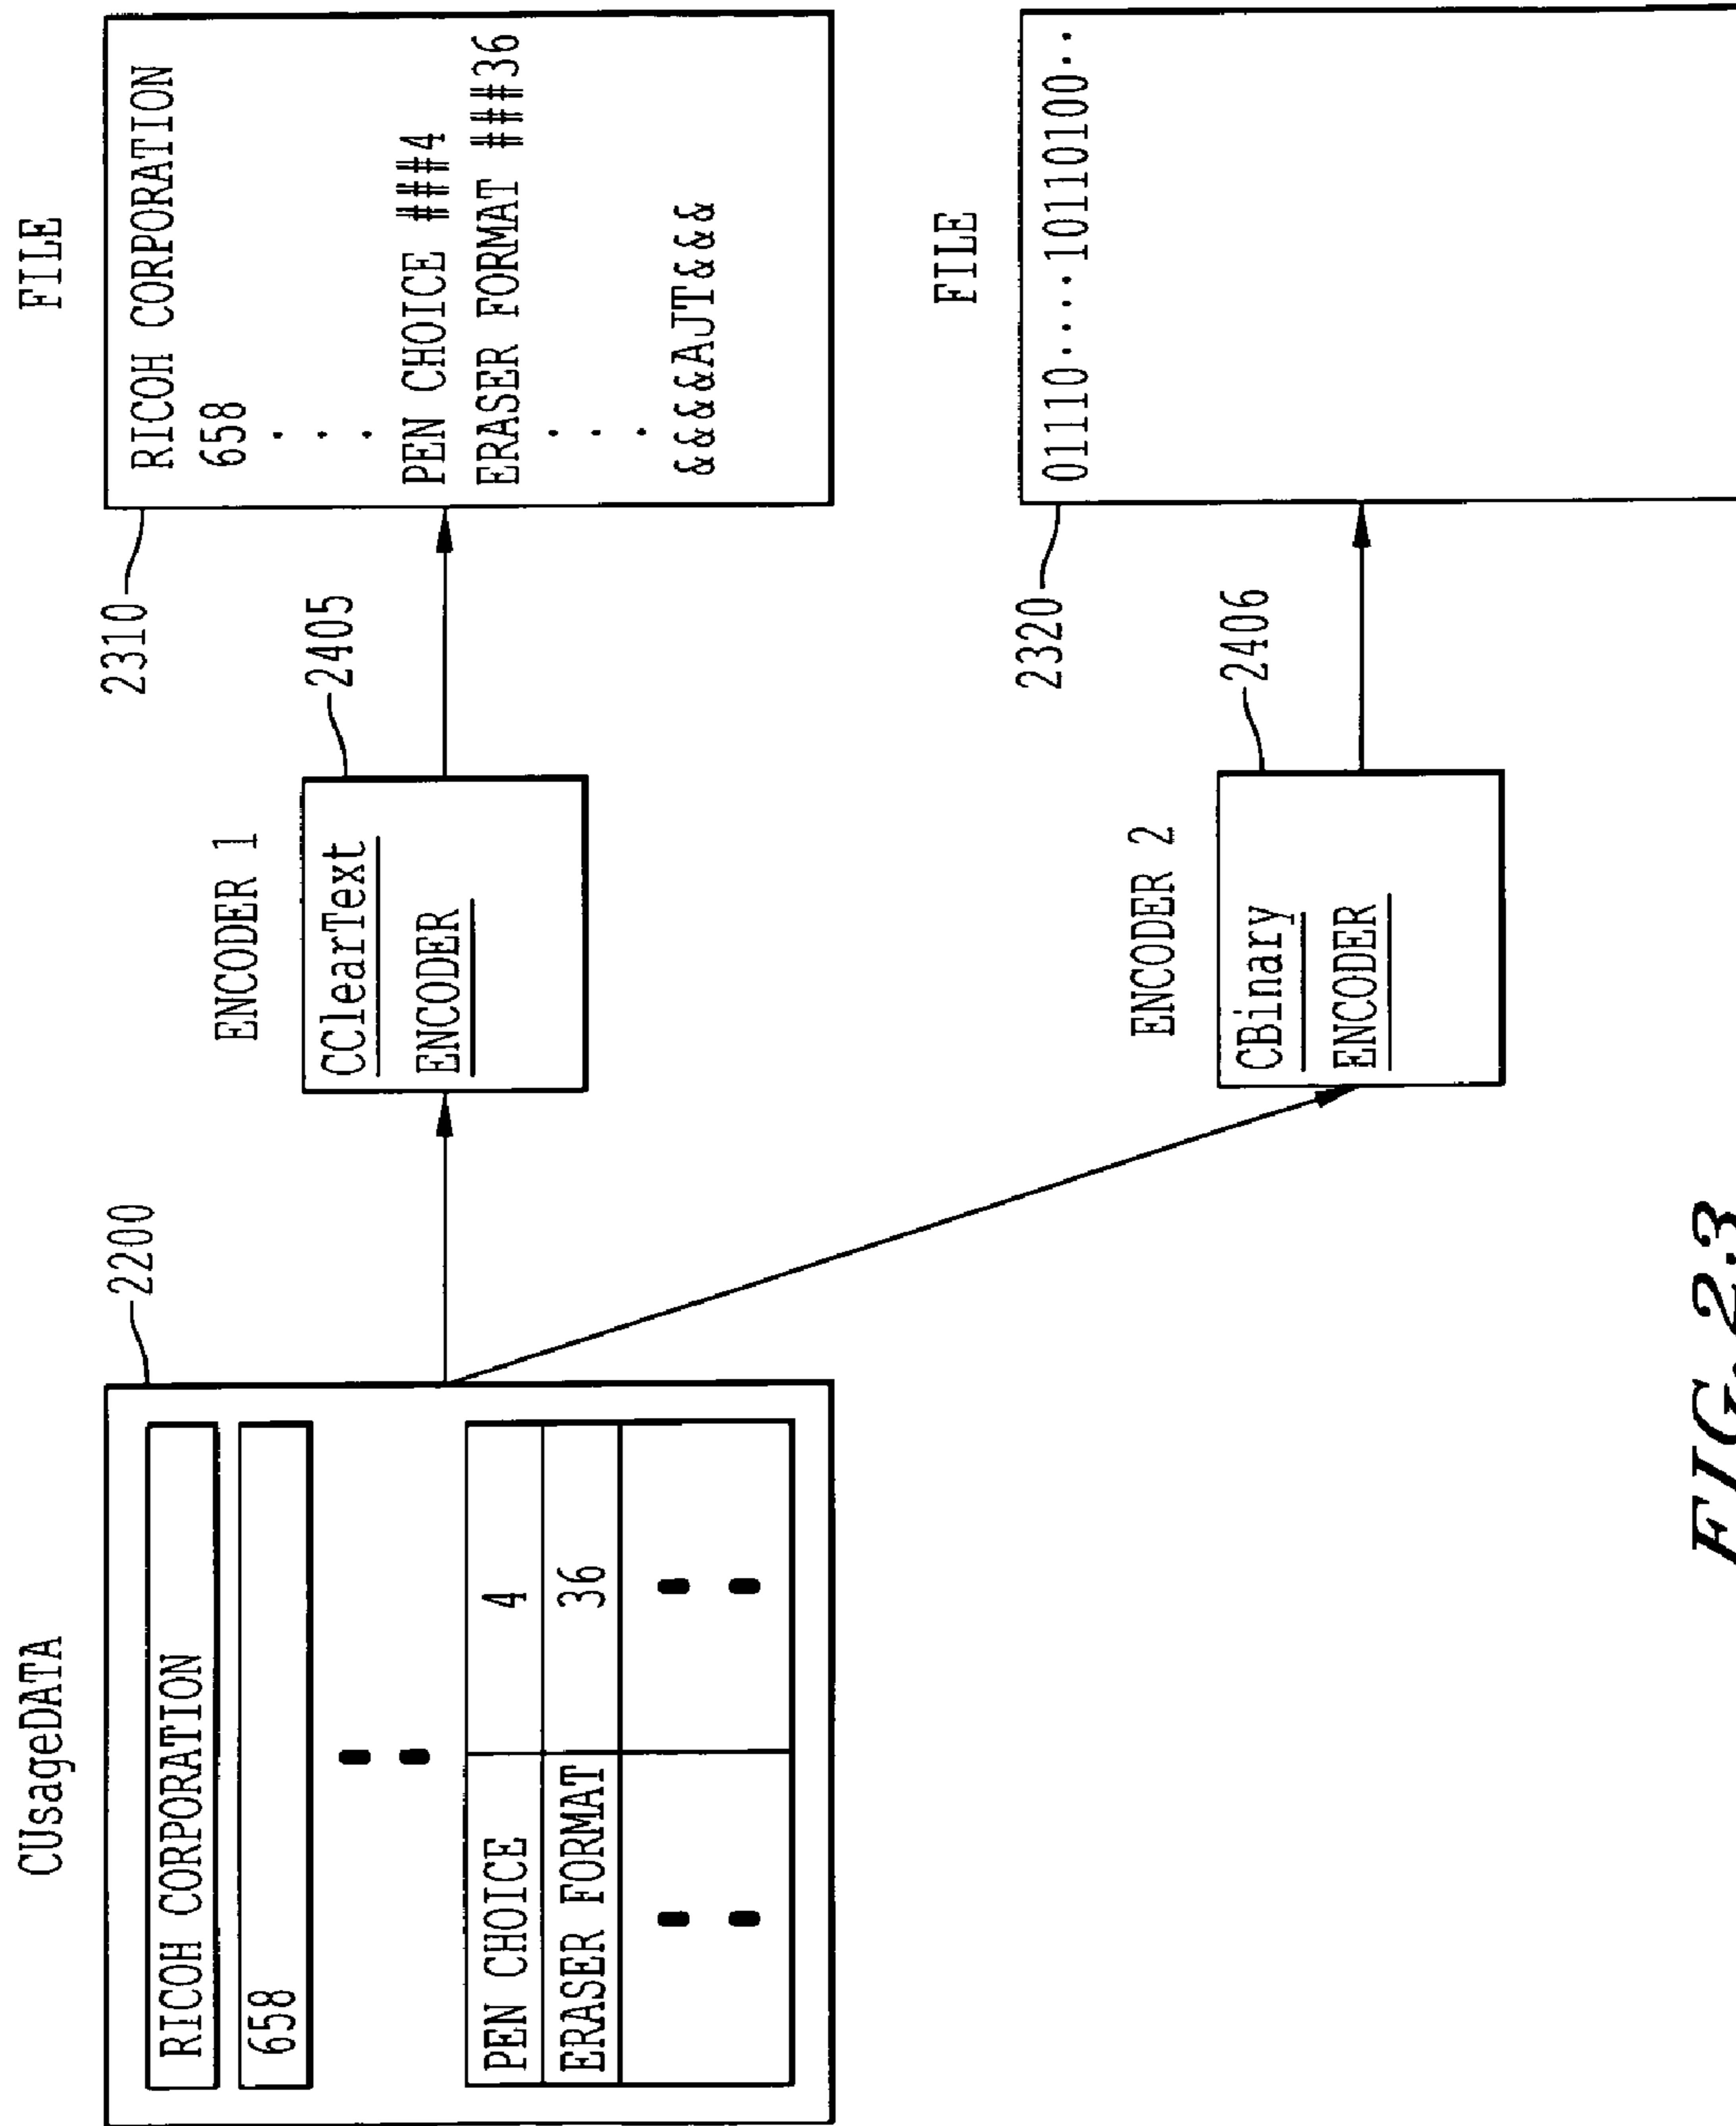 CUsageDATA
2200
RICOH CORPORATION
658
PEN CHOICE 4
ERASER FORMAT 36
ENCODER 1
2405
CClearText
ENCODER
FILE
2310
RICOH CORPORATION
658
PEN CHOICE ###4
ERASER FORMAT ###36
&&&&AJT&&&
ENCODER 2
2406
CBinary
ENCODER
FILE
2320
01110····10110100··
FIG.23